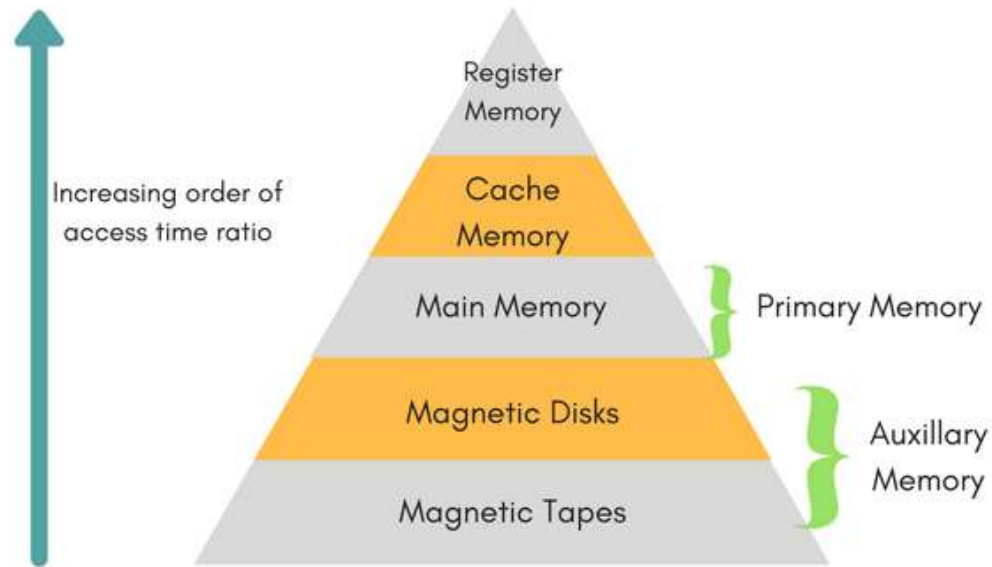 Register
Memory
Increasing order of
access time ratio
Cache
Memory
Main Memory
Primary Memory
Magnetic Disks
Auxillary
Memory
Magnetic Tapes